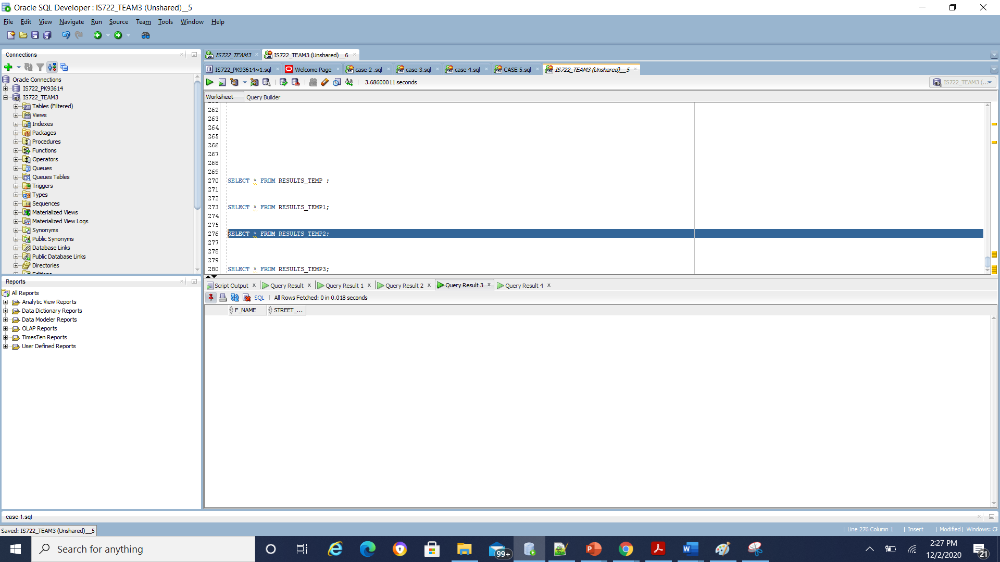 Oracle SQL Developer : IS722_TEAM3 (Unshared)__5
File Edit View Navigate Run Source Team Tools Window Help
Connections
IS722_TEAM3
IS722_TEAM3 (Unshared)__6
IS722_PK93614~1.sql
Welcome Page
case 2 .sql
case 3.sql
case 4.sql
CASE 5.sql
IS722_TEAM3 (Unshared)__5
3.68600011 seconds
IS722_TEAM3 (...
Worksheet Query Builder
Oracle Connections
IS722_PK93614
IS722_TEAM3
Tables (Filtered)
Views
Indexes
Packages
Procedures
Functions
Operators
Queues
Queues Tables
Triggers
Types
Sequences
Materialized Views
Materialized View Logs
Synonyms
Public Synonyms
Database Links
Public Database Links
Directories
262
263
264
265
266
267
268
269
270 SELECT * FROM RESULTS_TEMP ;
271
272
273 SELECT * FROM RESULTS_TEMP1;
274
275
276 SELECT * FROM RESULTS_TEMP2;
277
278
279
280 SELECT * FROM RESULTS_TEMP3;
Reports
All Reports
Analytic View Reports
Data Dictionary Reports
Data Modeler Reports
OLAP Reports
TimesTen Reports
User Defined Reports
Script Output Query Result Query Result 1 Query Result 2 Query Result 3 Query Result 4
SQL All Rows Fetched: 0 in 0.018 seconds
F_NAME STREET_...
case 1.sql
Saved: IS722_TEAM3 (Unshared)__5
Line 276 Column 1 Insert Modified Windows:
Search for anything
99+
2:27 PM
12/2/2020
21